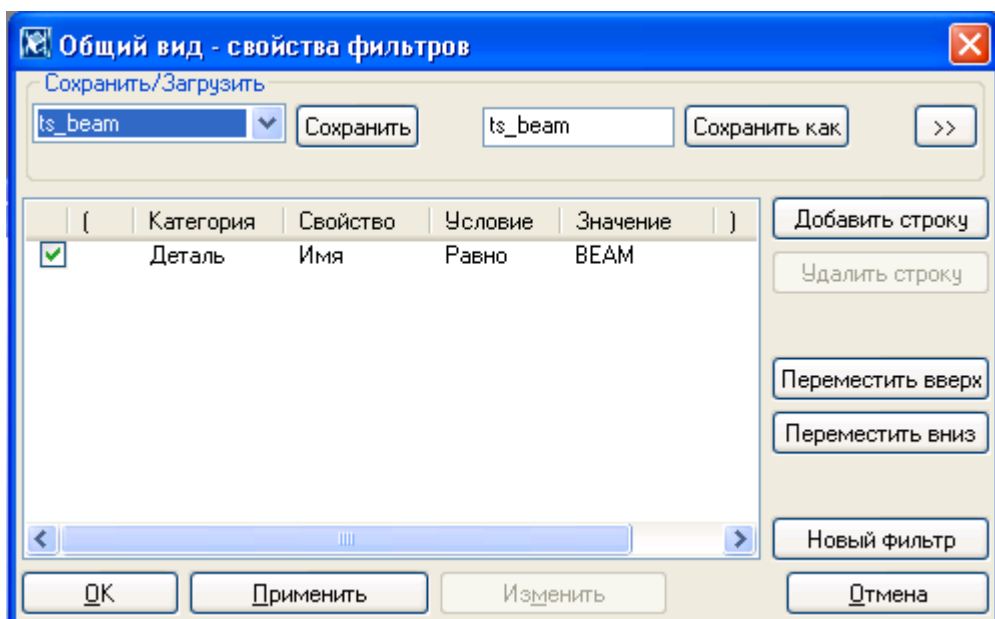 Общий вид - свойства фильтров
Сохранить/Загрузить
ts_beam Сохранить ts_beam Сохранить как >>
( Категория Свойство Условие Значение ) Добавить строку
Деталь Имя Равно BEAM
Удалить строку
Переместить вверх
Переместить вниз
Новый фильтр
OK Применить Изменить Отмена